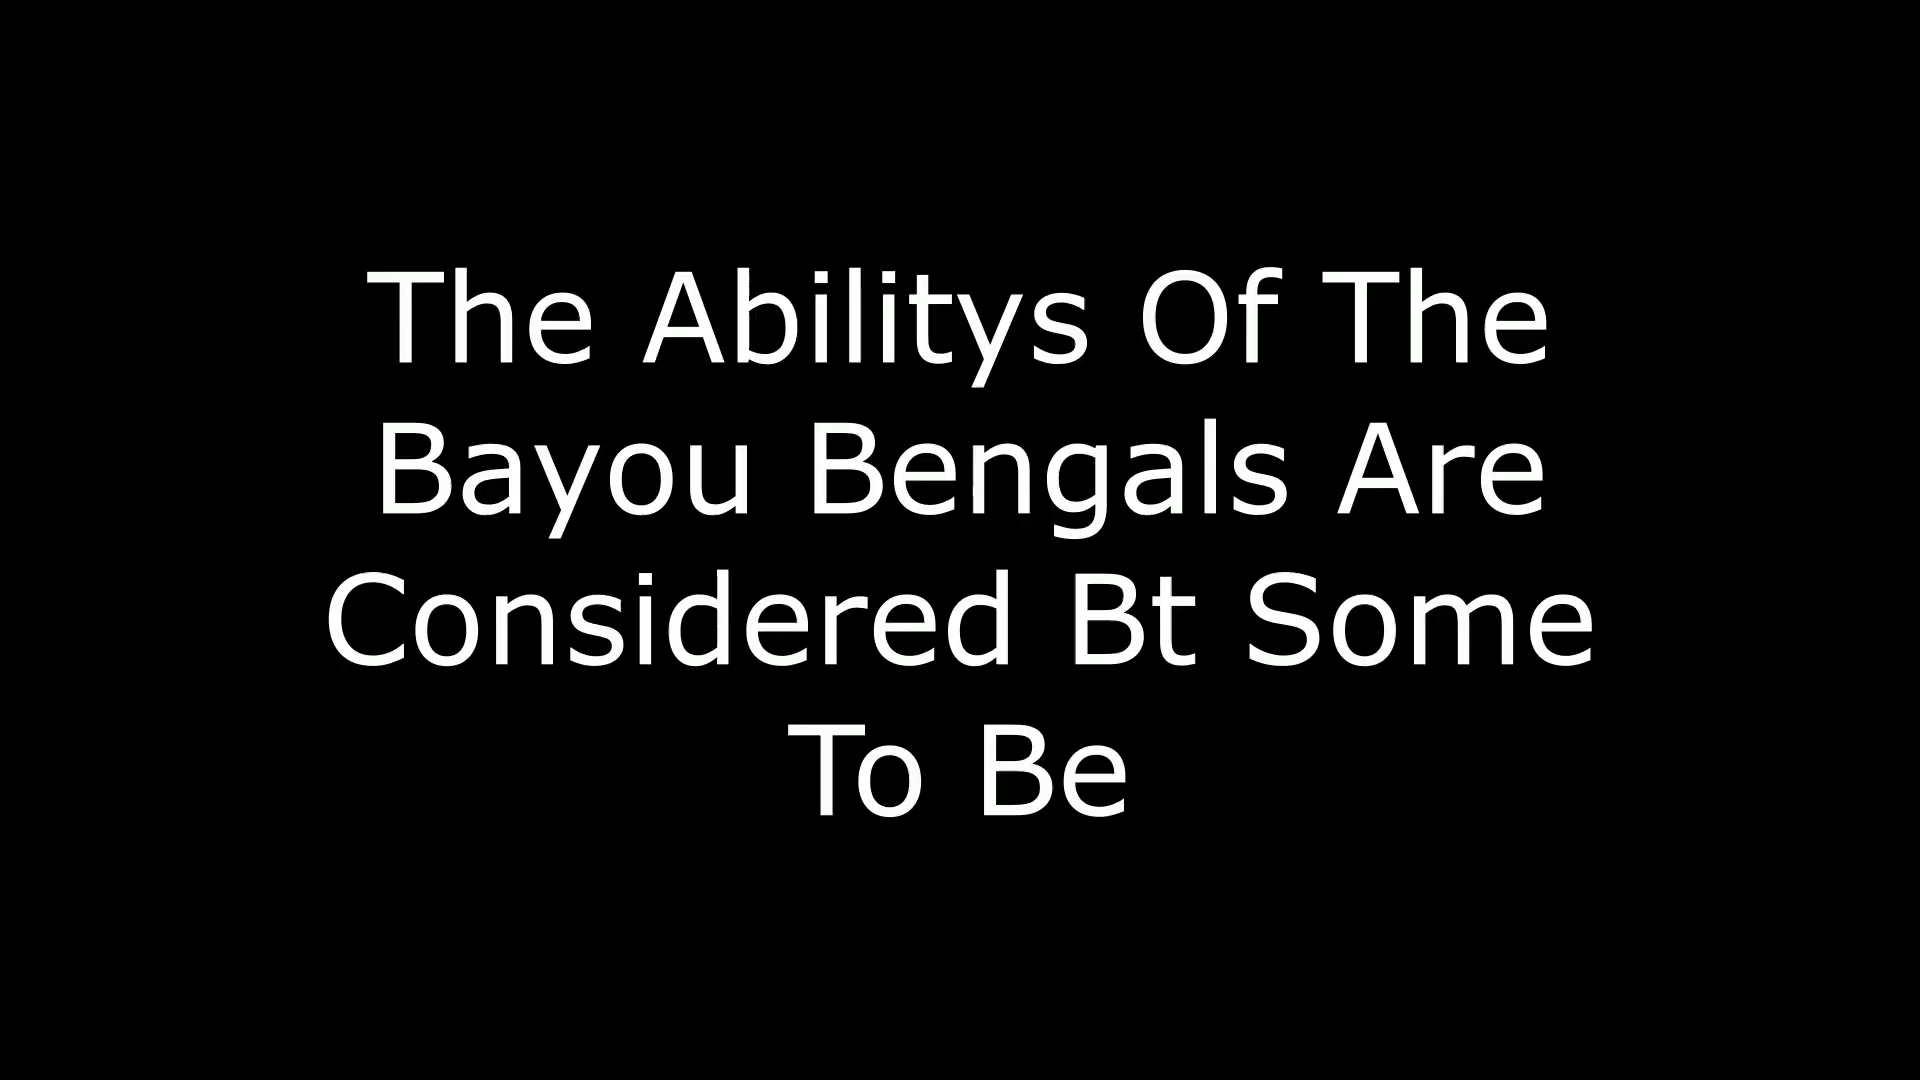 The Abilitys Of The
Bayou Bengals Are
Considered Bt Some
To Be